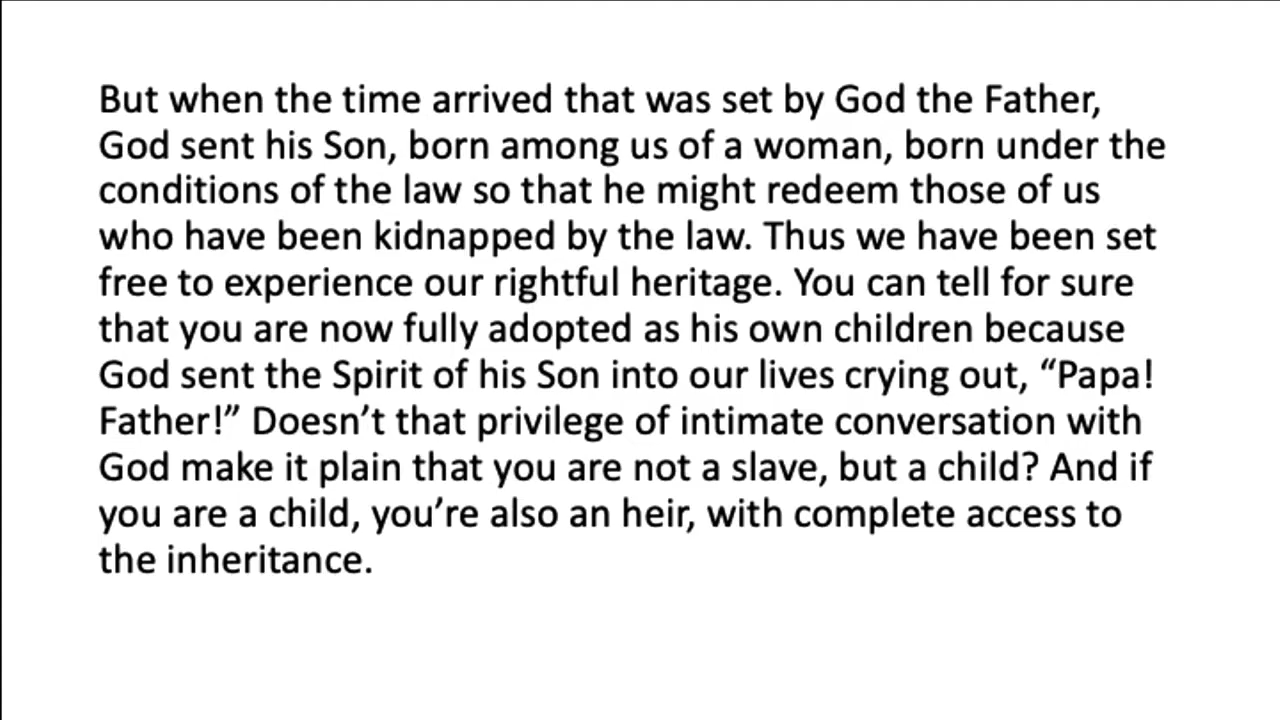 But when the time arrived that was set by God the Father,
God sent his Son, born among us of a woman, born under the
conditions of the law so that he might redeem those of us
who have been kidnapped by the law. Thus we have been set
free to experience our rightful heritage. You can tell for sure
that you are now fully adopted as his own children because
God sent the Spirit of his Son into our lives crying out, “Papa!
Father!” Doesn’t that privilege of intimate conversation with
God make it plain that you are not a slave, but a child? And if
you are a child, you’re also an heir, with complete access to
the inheritance.